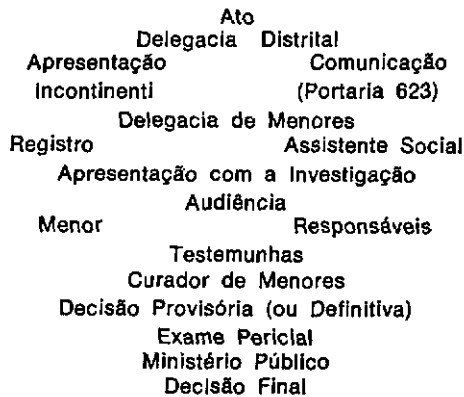 Ato
Delegacia Distrital
Apresentação Comunicação
Incontinenti (Portaria 623)
Delegacia de Menores
Registro Assistente Social
Apresentação com a Investigação
Audiência
Menor Responsáveis
Testemunhas
Curador de Menores
Decisão Provisória (ou Definitiva)
Exame Pericial
Ministério Público
Decisão Final